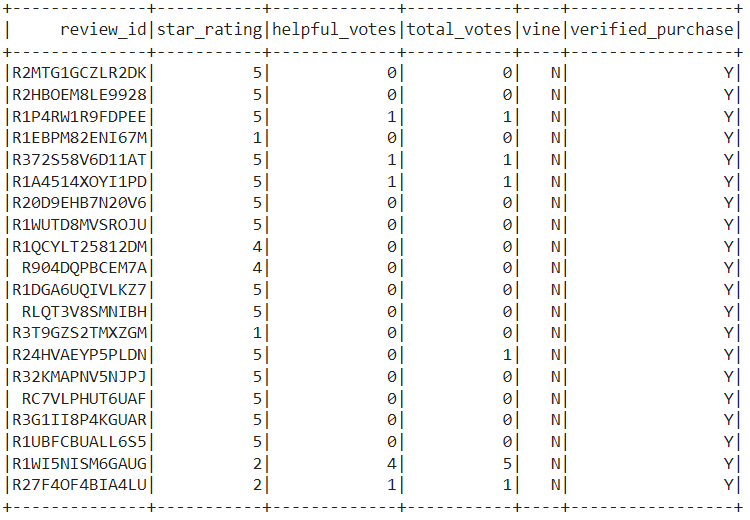 +--------------+-----------+-------------+-----------+----+-----------------+
|     review_id|star_rating|helpful_votes|total_votes|vine|verified_purchase|
+--------------+-----------+-------------+-----------+----+-----------------+
|R2MTG1GCZLR2DK|          5|            0|          0|   N|                Y|
|R2HBOEM8LE9928|          5|            0|          0|   N|                Y|
|R1P4RW1R9FDPEE|          5|            1|          1|   N|                Y|
|R1EBPM82ENI67M|          1|            0|          0|   N|                Y|
|R372S58V6D11AT|          5|            1|          1|   N|                Y|
|R1A4514XOYI1PD|          5|            1|          1|   N|                Y|
|R20D9EHB7N20V6|          5|            0|          0|   N|                Y|
|R1WUTD8MVSROJU|          5|            0|          0|   N|                Y|
|R1QCYLT25812DM|          4|            0|          0|   N|                Y|
| R904DQPBCEM7A|          4|            0|          0|   N|                Y|
|R1DGA6UQIVLKZ7|          5|            0|          0|   N|                Y|
| RLQT3V8SMNIBH|          5|            0|          0|   N|                Y|
|R3T9GZS2TMXZGM|          1|            0|          0|   N|                Y|
|R24HVAEYP5PLDN|          5|            0|          1|   N|                Y|
|R32KMAPNV5NJPJ|          5|            0|          0|   N|                Y|
| RC7VLPHUT6UAF|          5|            0|          0|   N|                Y|
|R3G1II8P4KGUAR|          5|            0|          0|   N|                Y|
|R1UBFCBUALL6S5|          5|            0|          0|   N|                Y|
|R1WI5NISM6GAUG|          2|            4|          5|   N|                Y|
|R27F4OF4BIA4LU|          2|            1|          1|   N|                Y|
+--------------+-----------+-------------+-----------+----+-----------------+